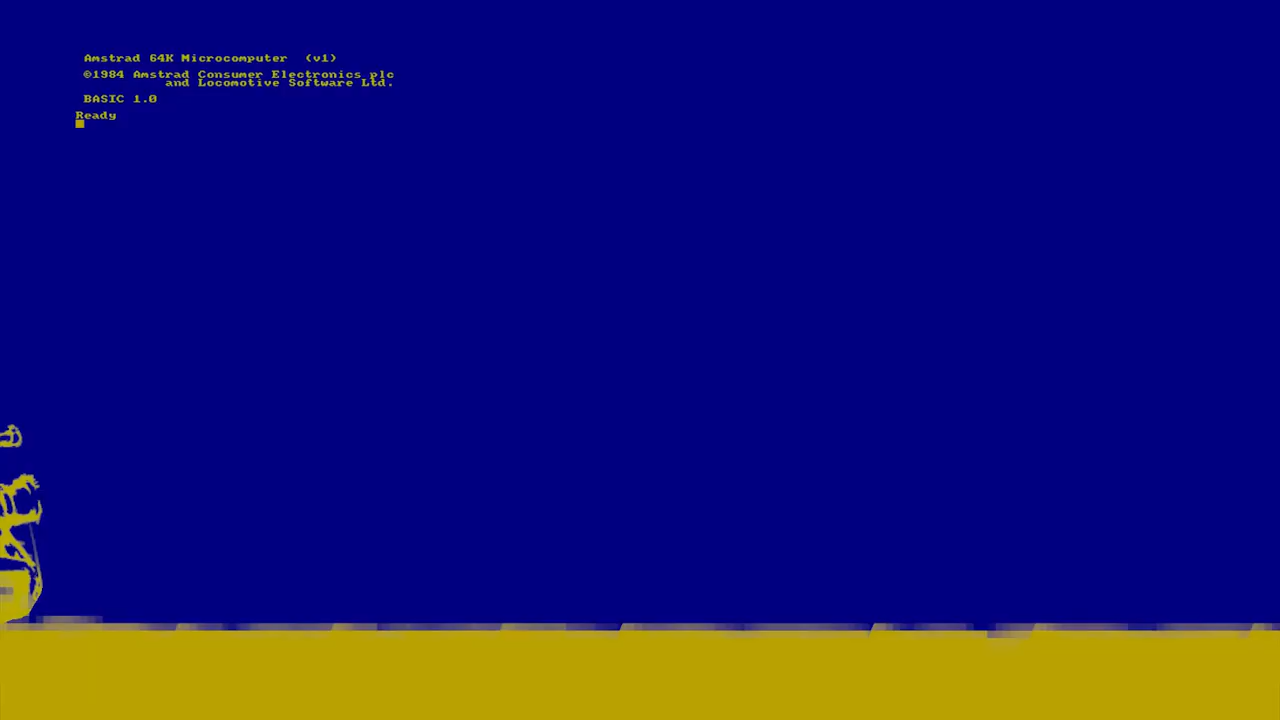 Amstrad 64K Microcomputer (v1)
©1984 Amstrad Consumer Electronics plc
and Locomotive Software Ltd.
BASIC 1.0
Ready